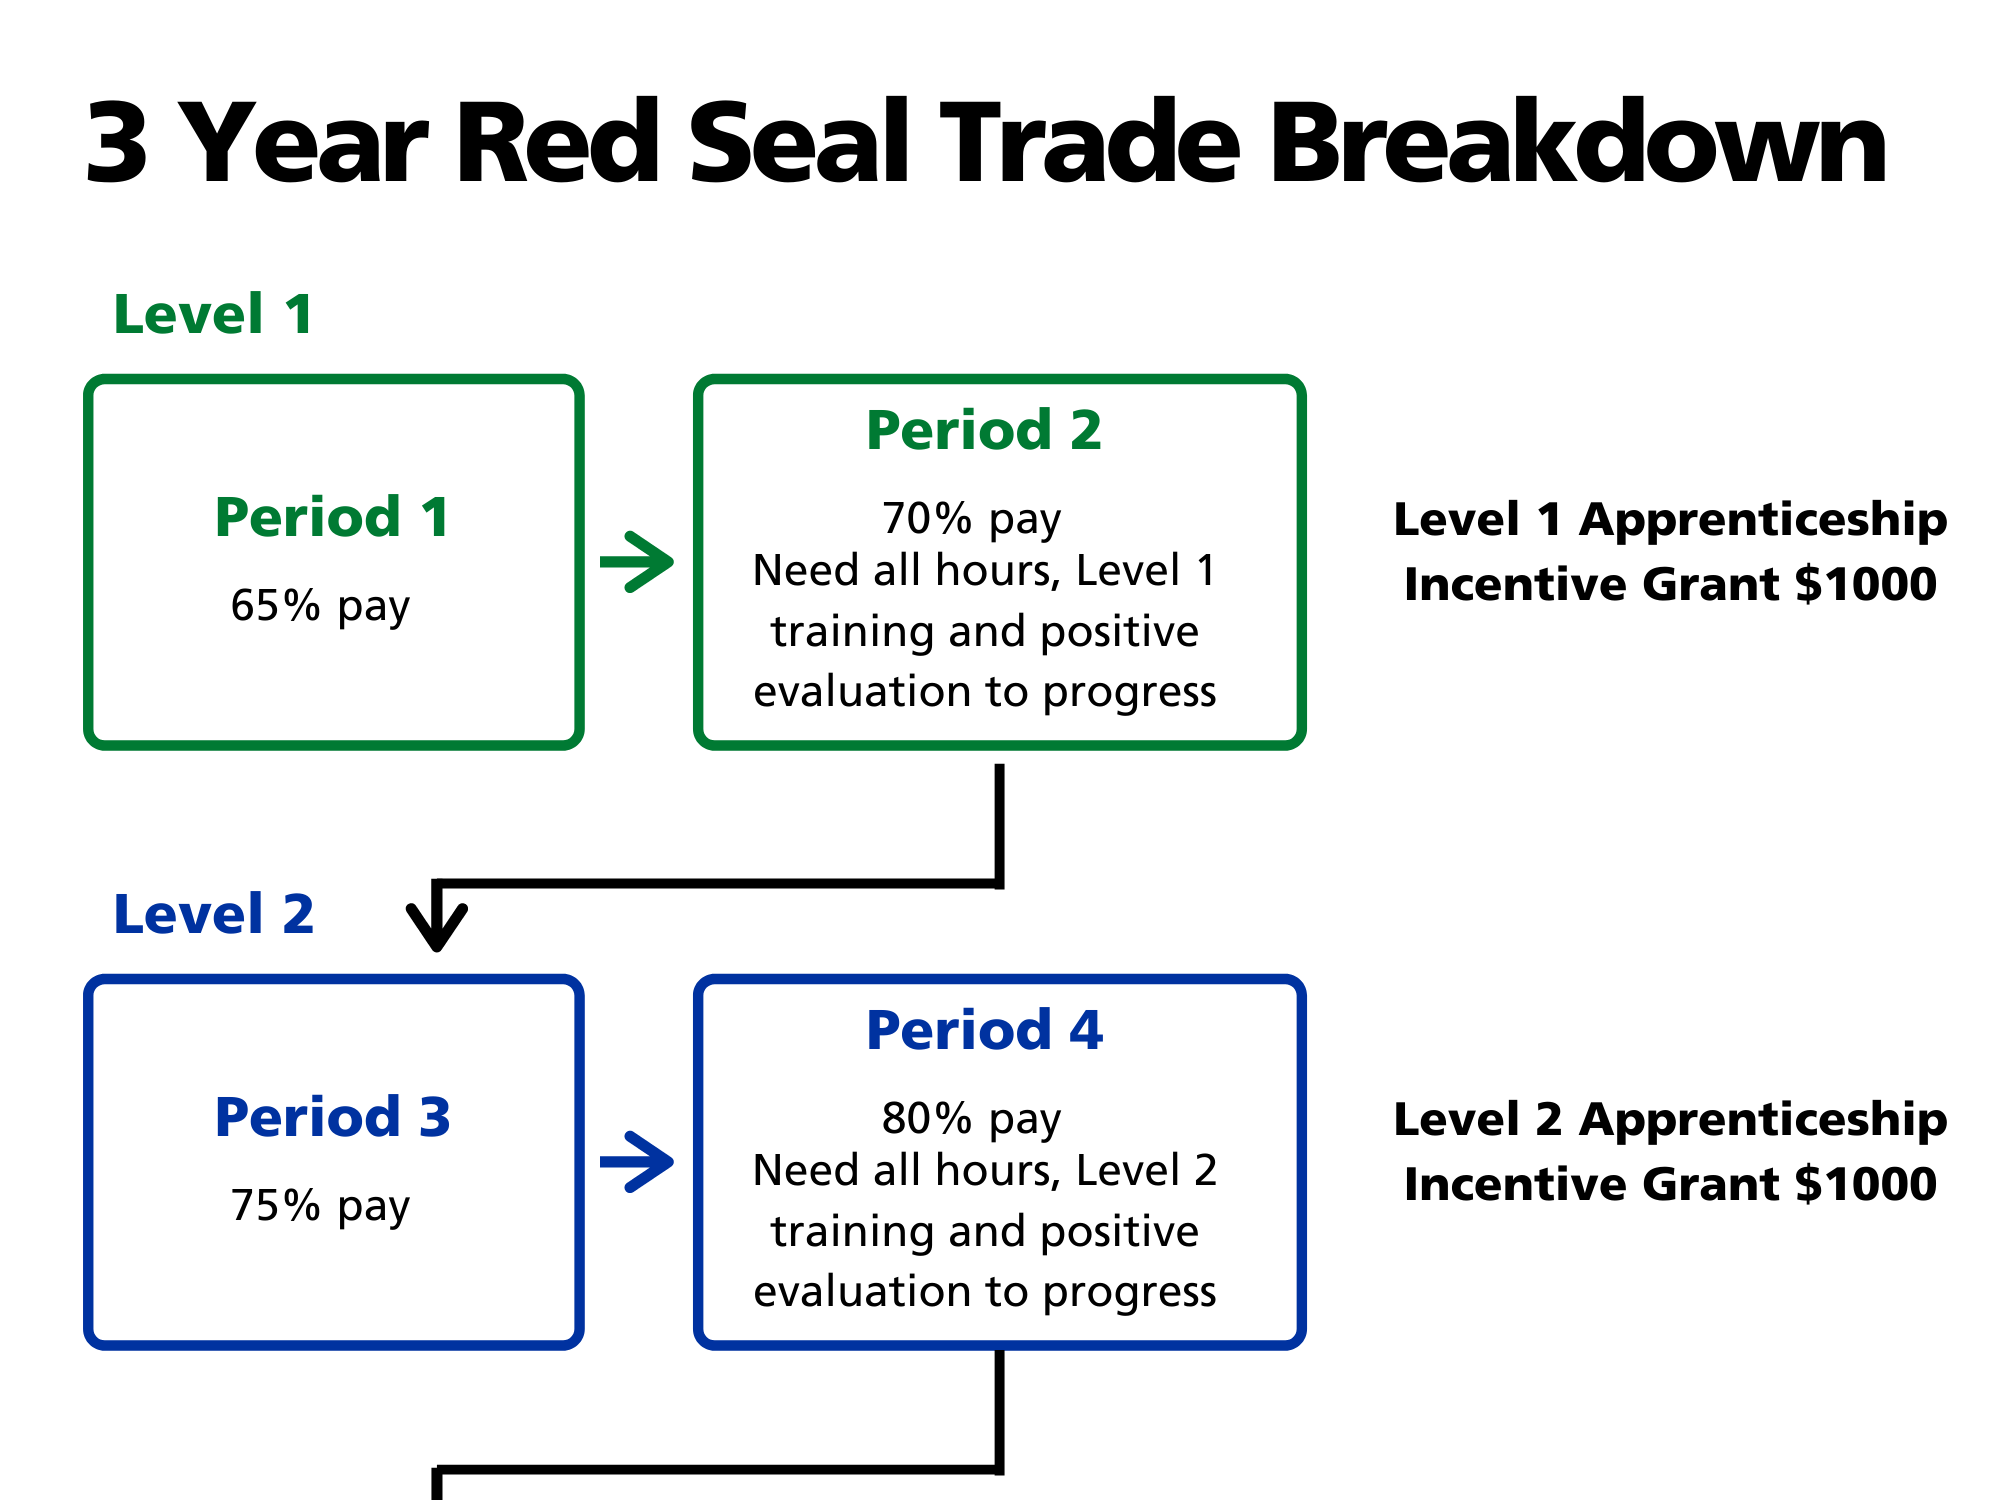 3 Year Red Seal Trade Breakdown
Level 1
Period 1
65% pay
Period 2
70% pay
Need all hours, Level 1
training and positive
evaluation to progress
Level 1 Apprenticeship
Incentive Grant $1000
Level 2
Period 3
75% pay
Period 4
80% pay
Need all hours, Level 2
training and positive
evaluation to progress
Level 2 Apprenticeship
Incentive Grant $1000